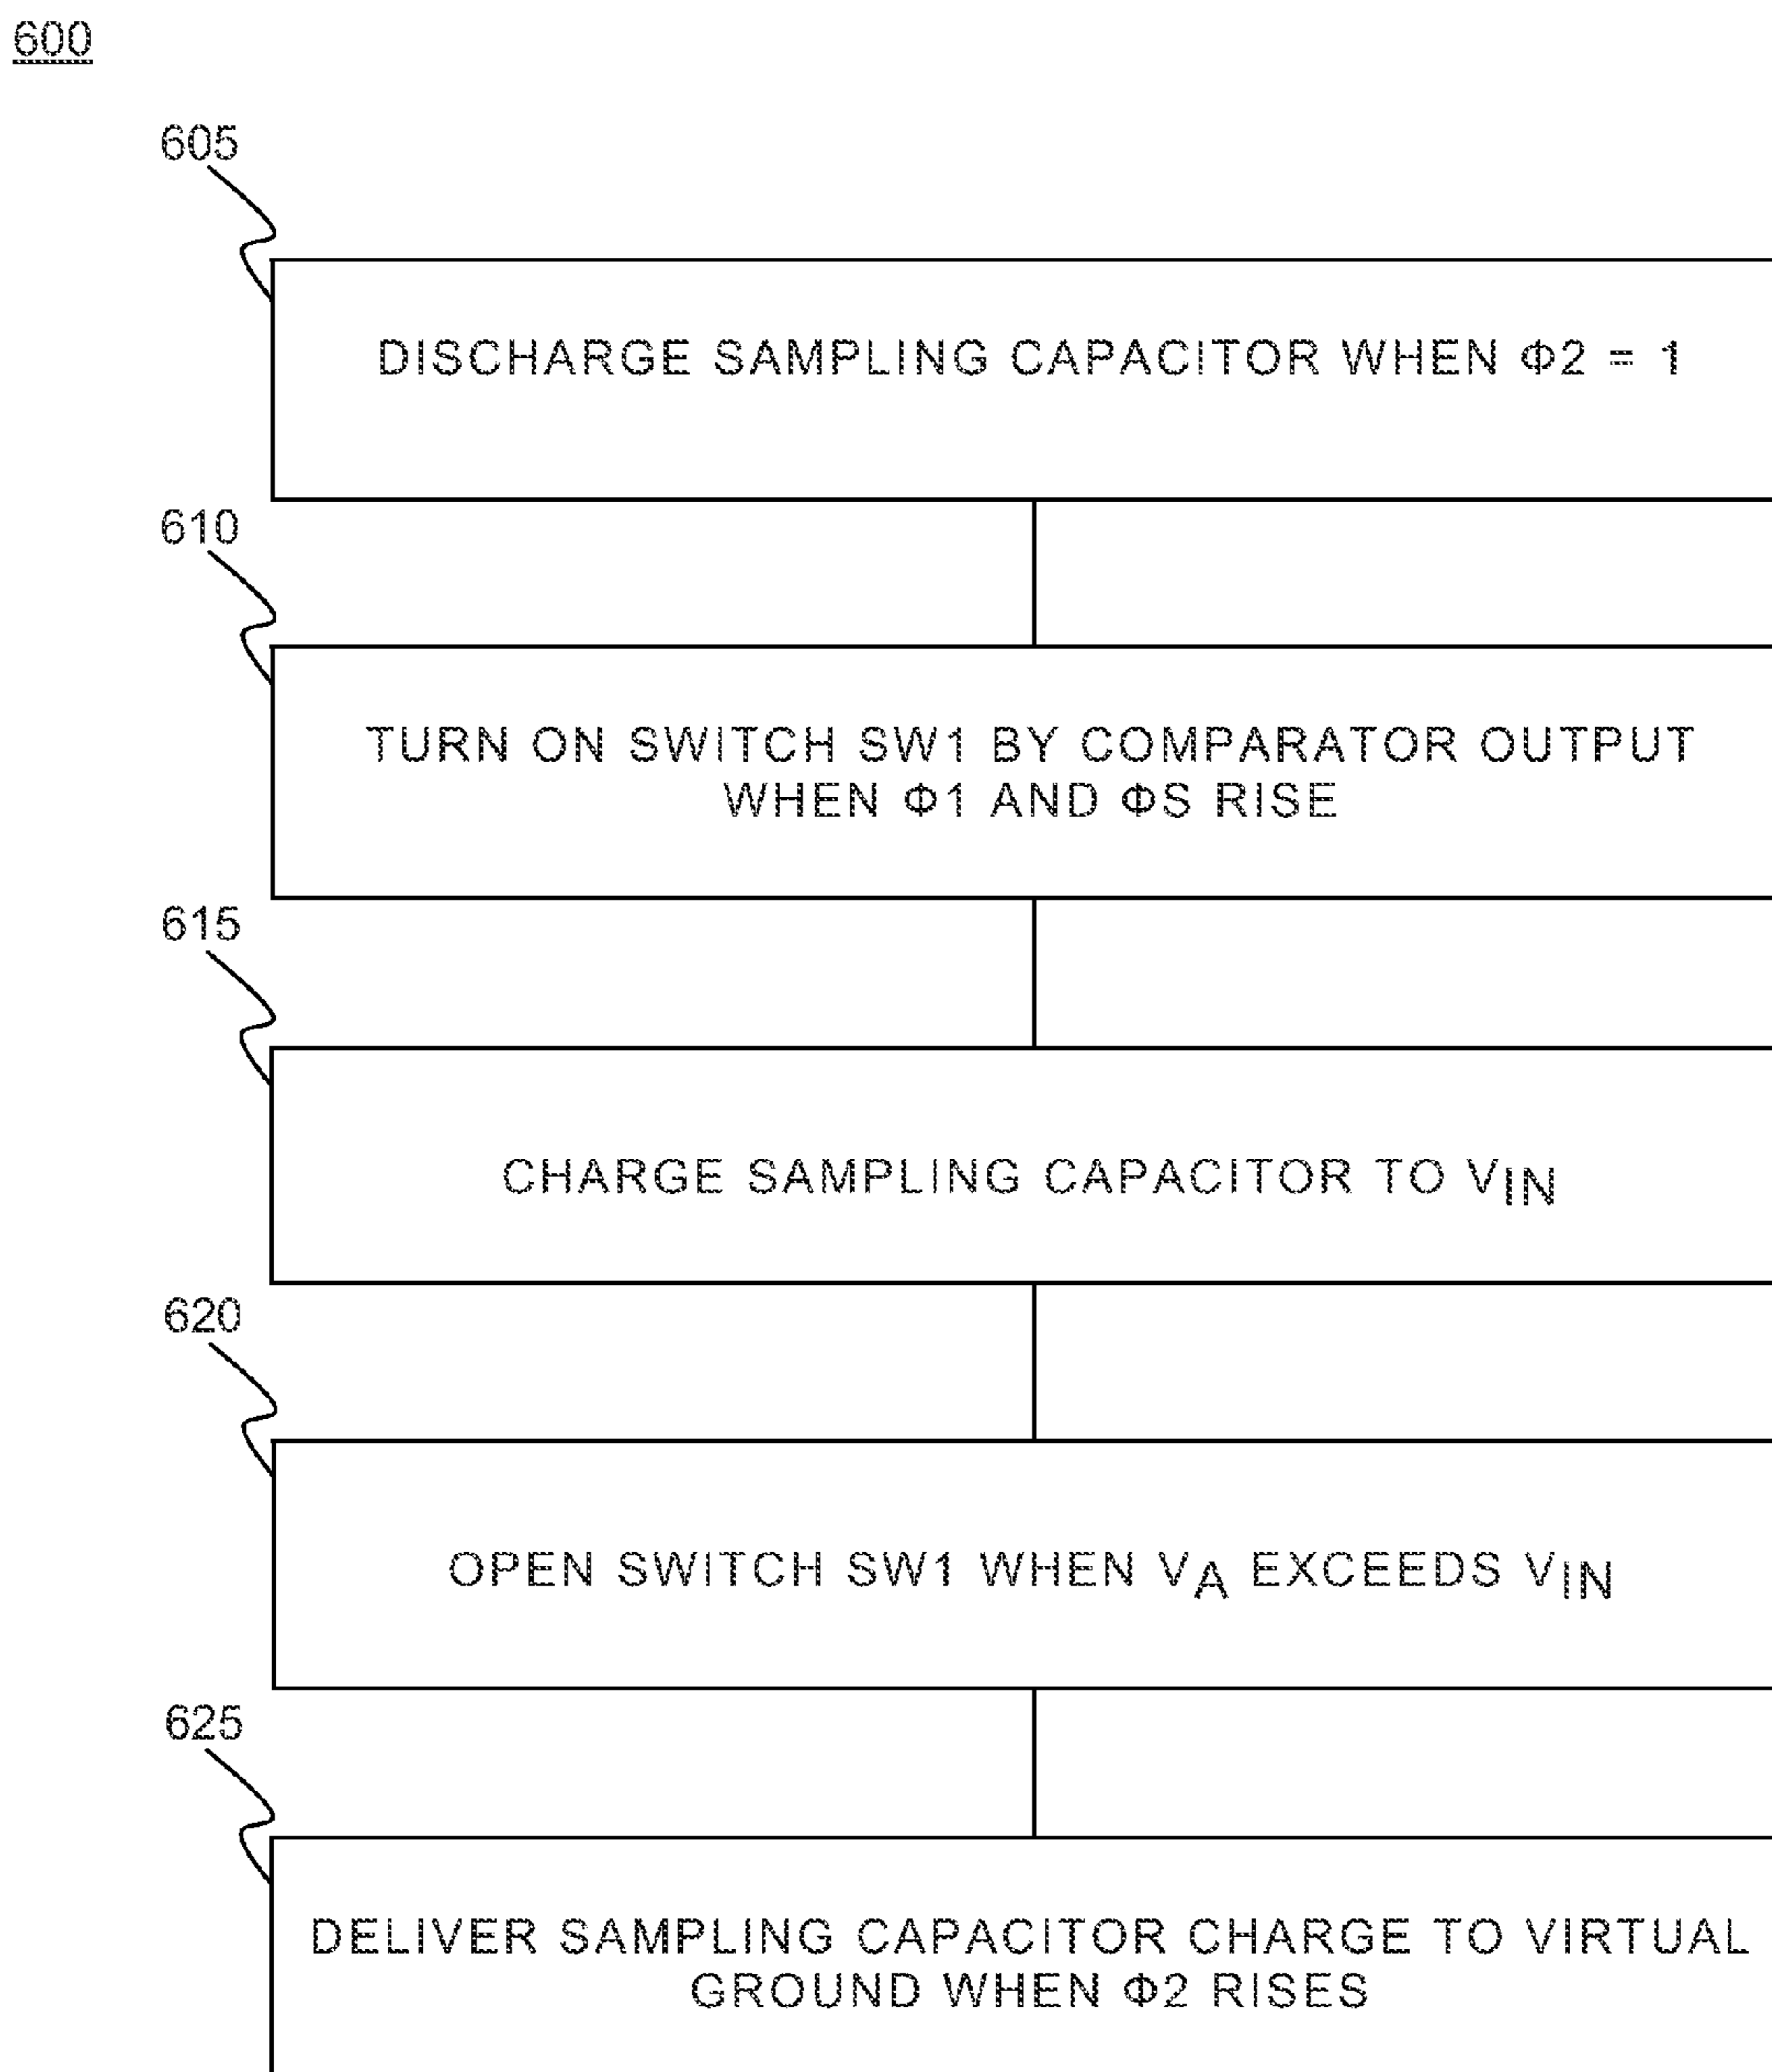 600
605
DISCHARGE SAMPLING CAPACITOR WHEN Φ2 = 1
610
TURN ON SWITCH SW1 BY COMPARATOR OUTPUT
WHEN Φ1 AND ΦS RISE
615
CHARGE SAMPLING CAPACITOR TO VIN
620
OPEN SWITCH SW1 WHEN VA EXCEEDS VIN
625
DELIVER SAMPLING CAPACITOR CHARGE TO VIRTUAL
GROUND WHEN Φ2 RISES